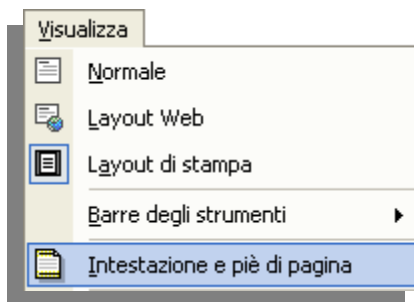 Visualizza
Normale
Layout Web
Layout di stampa
Barre degli strumenti
Intestazione e piè di pagina